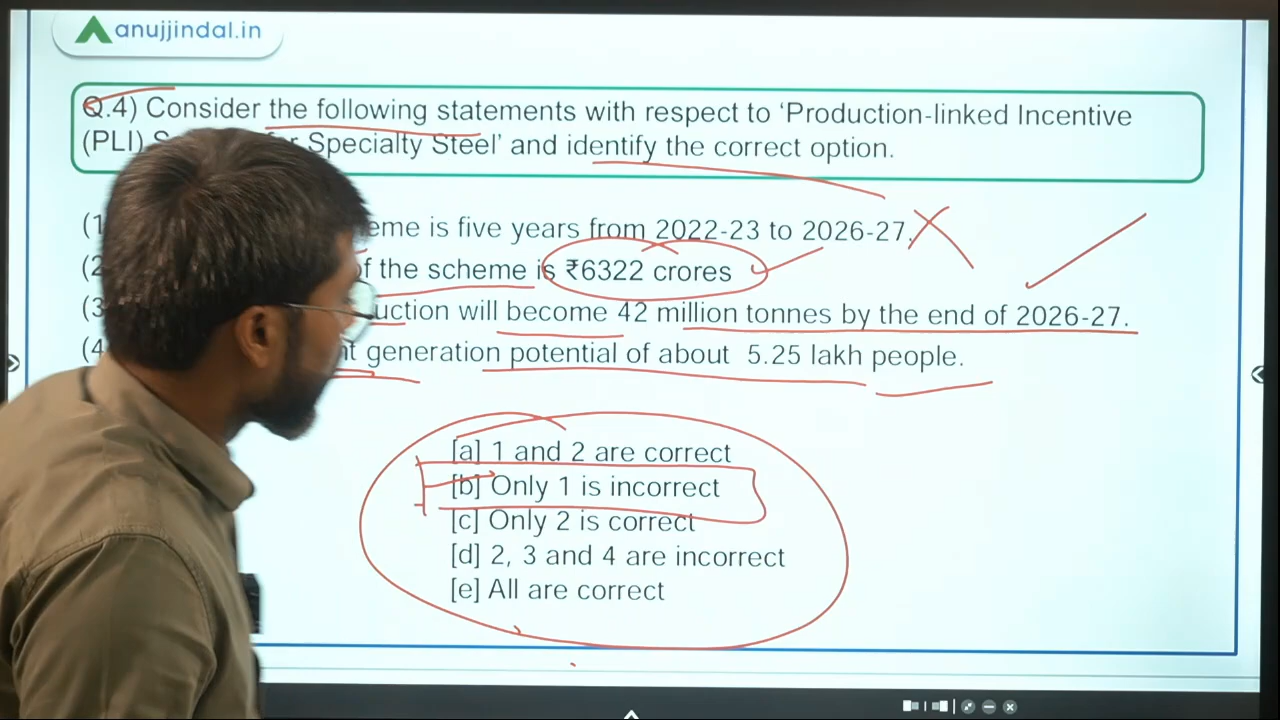 anujjindal.in
Q.4) Consider the following statements with respect to ‘Production-linked Incentive
(PLI) for Specialty Steel’ and identify the correct option.
is five years from 2022-23 to 2026-27.
of the scheme is ₹6322 crores
will become 42 million tonnes by the end of 2026-27.
generation potential of about 5.25 lakh people.
[a] 1 and 2 are correct
[b] Only 1 is incorrect
[c] Only 2 is correct
[d] 2, 3 and 4 are incorrect
[e] All are correct